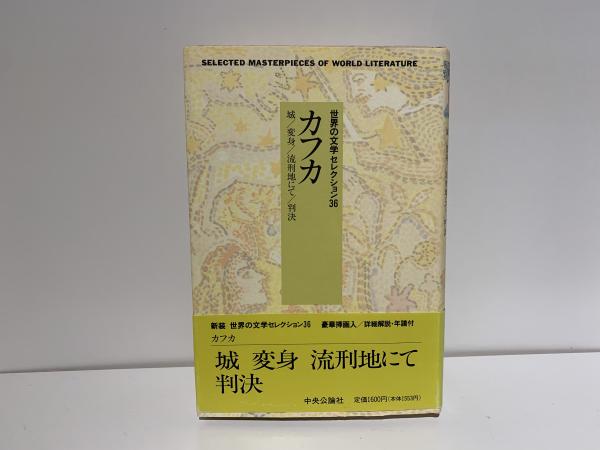 SELECTED MASTERPIECES OF WORLD LITERATURE
世界の文学セレクション36
カフカ
城/変身/流刑地にて/判決
新装 世界の文学セレクション36 豪華挿画入/詳細解説・年譜付
カフカ
城 変身 流刑地にて
判決
中央公論社 定価1600円(本体1553円)